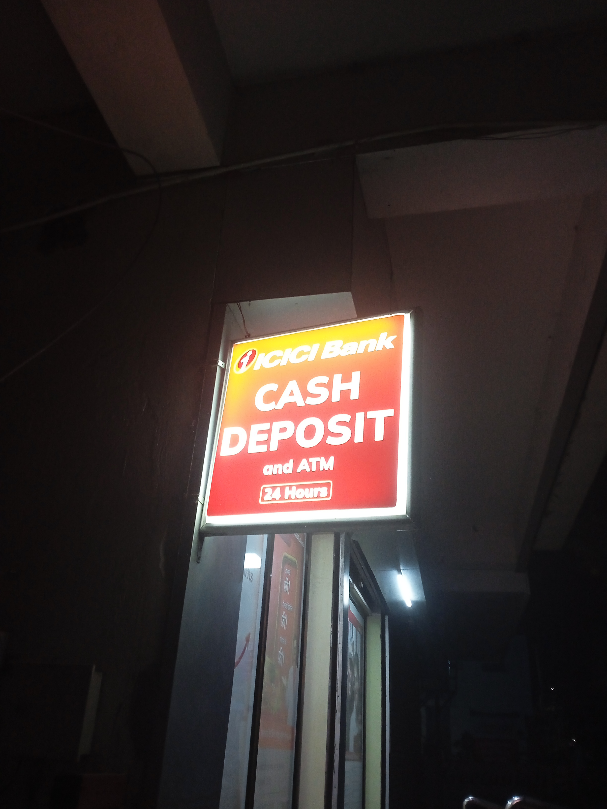 ICICI Bank
CASH
DEPOSIT
and ATM
24 Hours